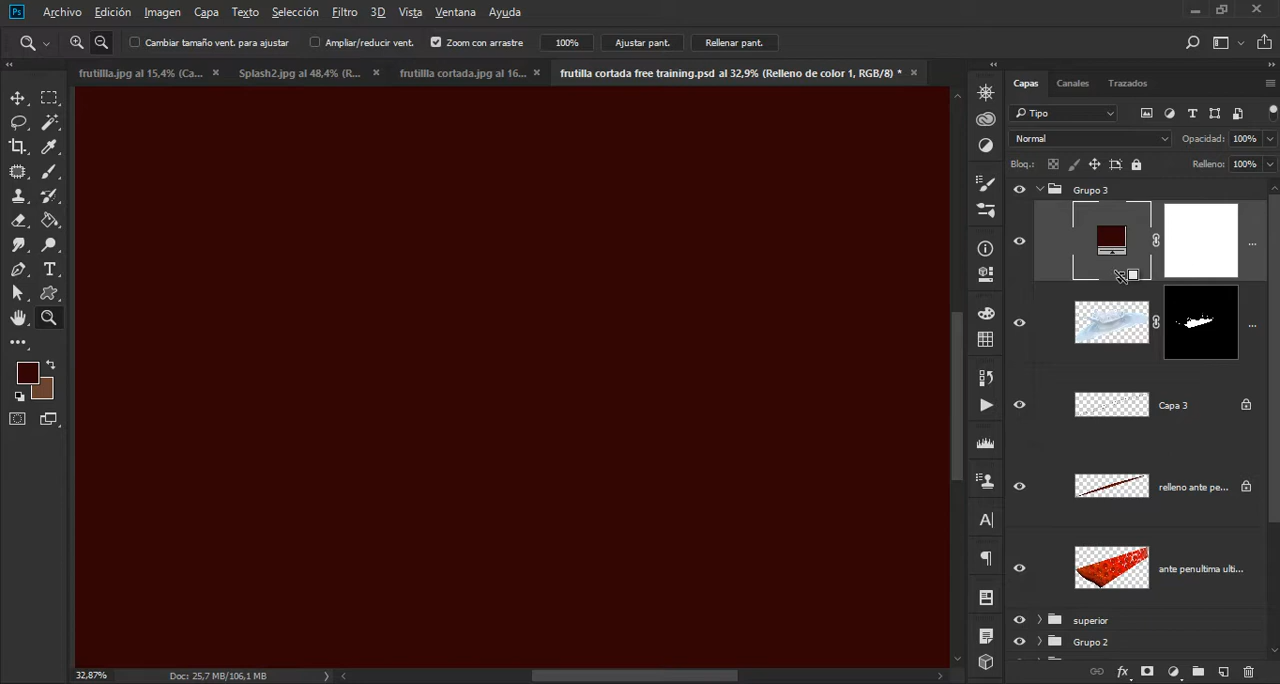 Ps Archivo Edición Imagen Capa Texto Selección Filtro 3D Vista Ventana Ayuda
Cambiar tamaño vent. para ajustar Ampliar/reducir vent. Zoom con arrastre 100% Ajustar pant. Rellenar pant.
frutillla.jpg al 15,4% (Ca... Splash2.jpg al 48,4% (R... frutillla cortada.jpg al 16... frutilla cortada free training.psd al 32,9% (Relleno de color 1, RGB/8) *
Capas Canales Trazados
Tipo
Normal Opacidad: 100%
Bloq.: Relleno: 100%
Grupo 3
...
...
Capa 3
relleno ante pe...
ante penultima ulti...
superior
Grupo 2
32,87% Doc: 25,7 MB/106,1 MB